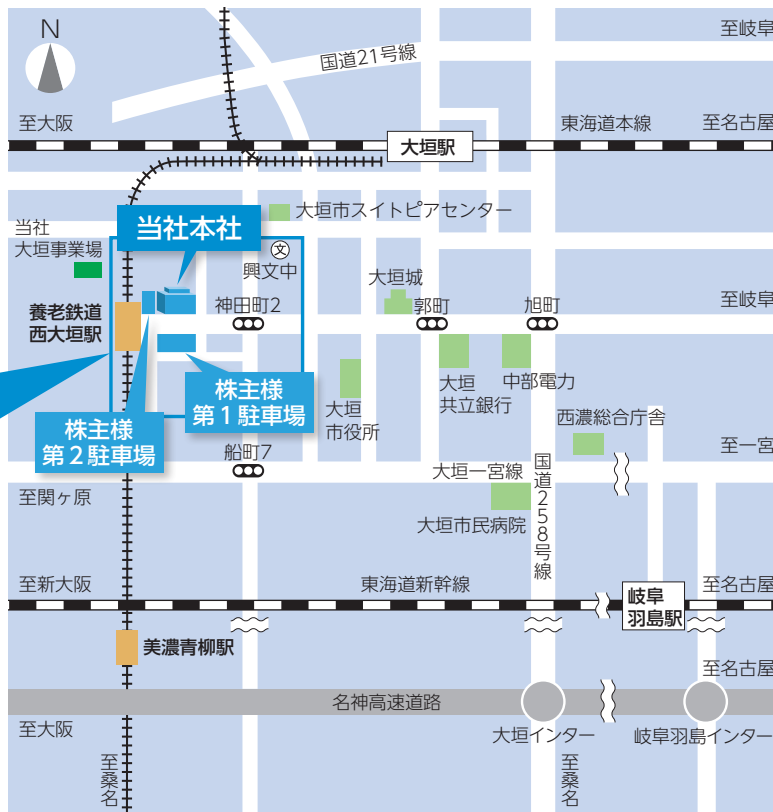 N
至岐阜
国道21号線
至大阪
東海道本線
至名古屋
大垣駅
大垣市スイトピアセンター
当社
大垣事業場
当社本社
文
興文中
大垣城
養老鉄道
西大垣駅
神田町2
郭町
旭町
至岐阜
株主様
第1駐車場
大垣
市役所
大垣
共立銀行
中部電力
株主様
第2駐車場
西濃総合庁舎
船町7
至一宮
大垣一宮線
至関ヶ原
国道258号線
大垣市民病院
至新大阪
東海道新幹線
至名古屋
岐阜
羽島駅
美濃青柳駅
至名古屋
名神高速道路
至大阪
大垣インター
岐阜羽島インター
至桑名
至桑名